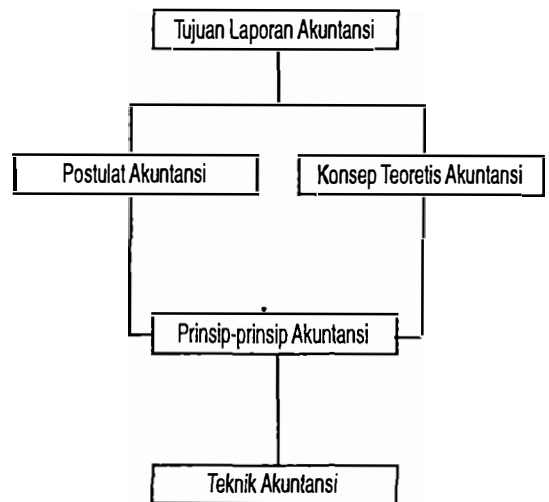 Tujuan Laporan Akuntansi
Postulat Akuntansi
Konsep Teoretis Akuntansi
Prinsip-prinsip Akuntansi
Teknik Akuntansi